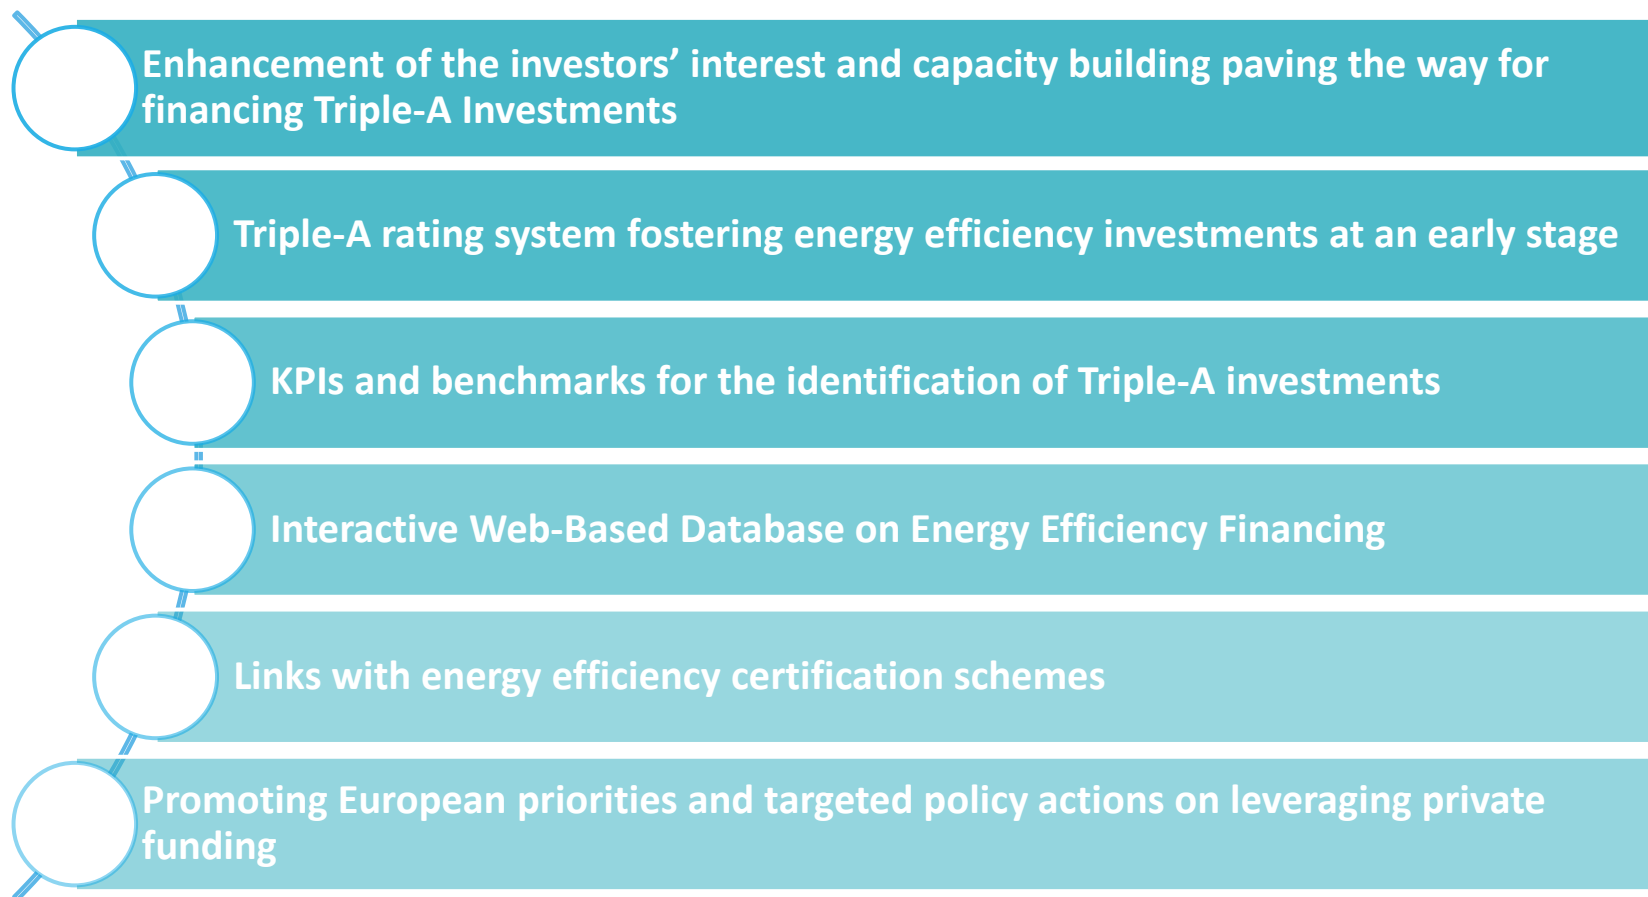 Enhancement of the investors’ interest and capacity building paving the way for
financing Triple-A Investments
Triple-A rating system fostering energy efficiency investments at an early stage
KPIs and benchmarks for the identification of Triple-A investments
Interactive Web-Based Database on Energy Efficiency Financing
Links with energy efficiency certification schemes
Promoting European priorities and targeted policy actions on leveraging private
funding